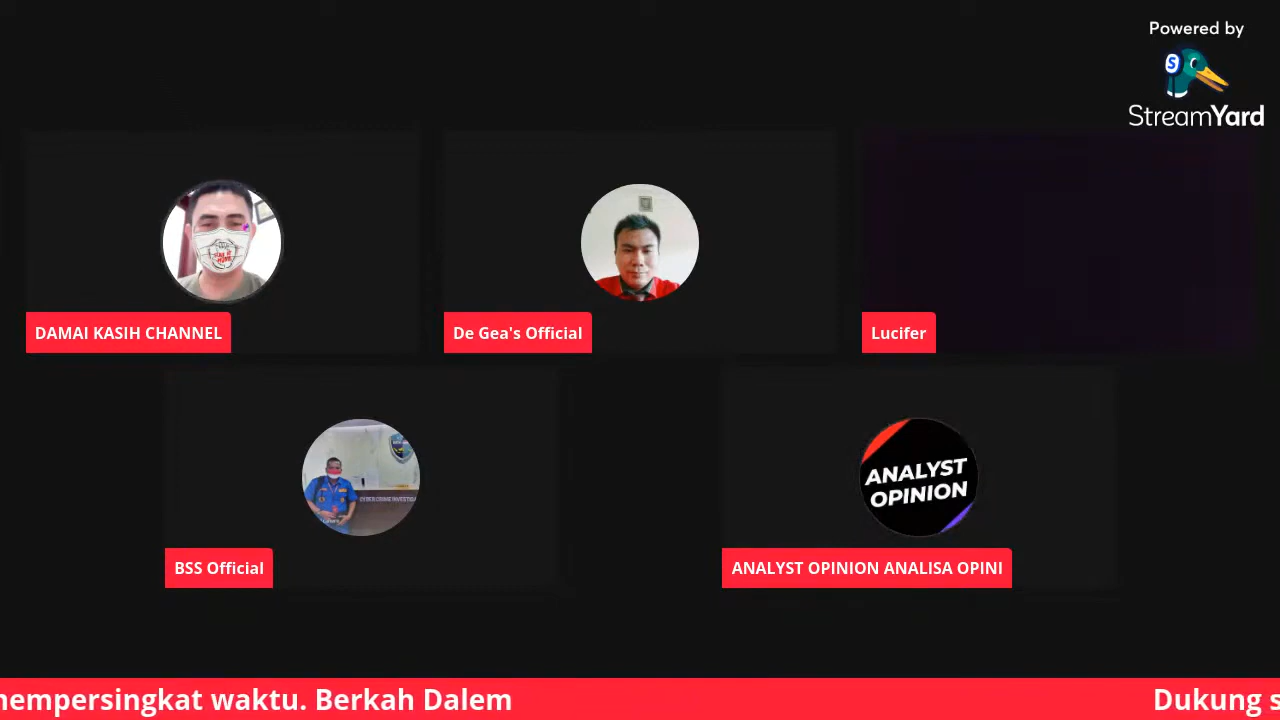 Powered by
StreamYard
DAMAI KASIH CHANNEL
De Gea's Official
Lucifer
ANALYST
OPINION
BSS Official
ANALYST OPINION ANALISA OPINI
waktu. Berkah Dalem
Dukung